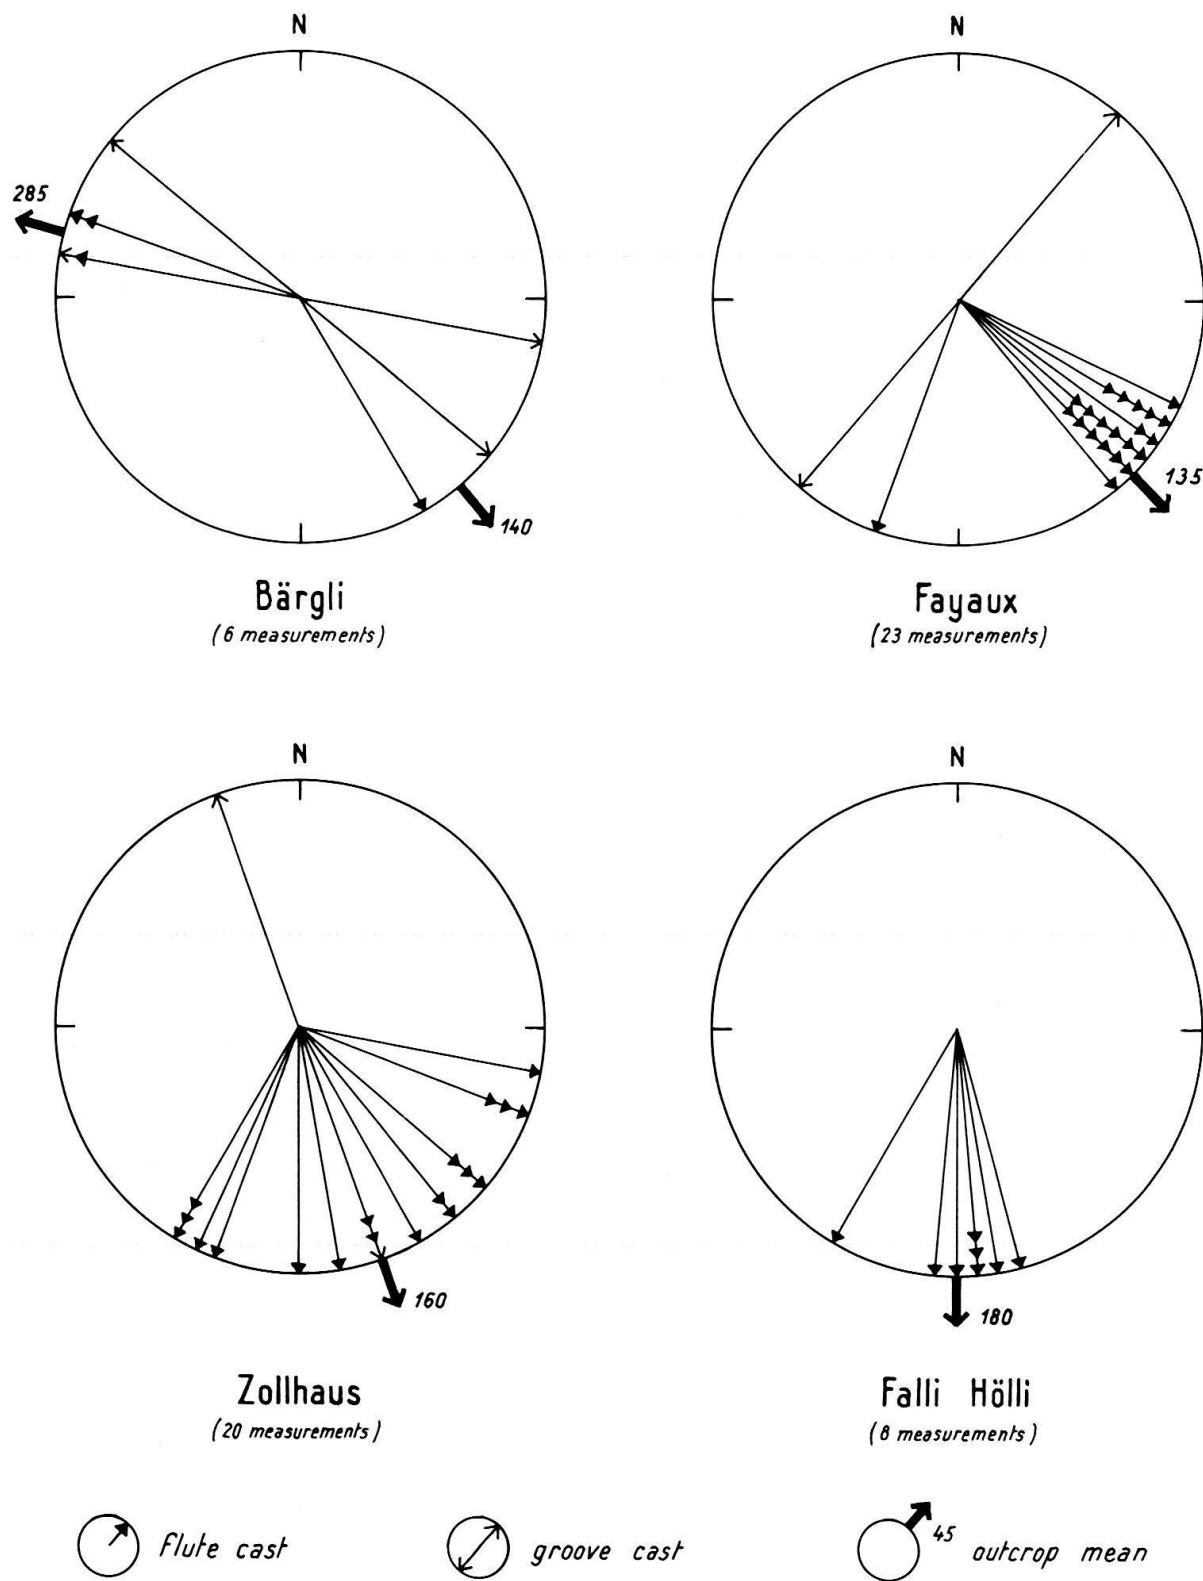 N
285
140
Bärgli
(6 measurements)
N
135
Fayaux
(23 measurements)
N
160
Zollhaus
(20 measurements)
N
180
Falli Hölli
(8 measurements)
flute cast
groove cast
45 outcrop mean